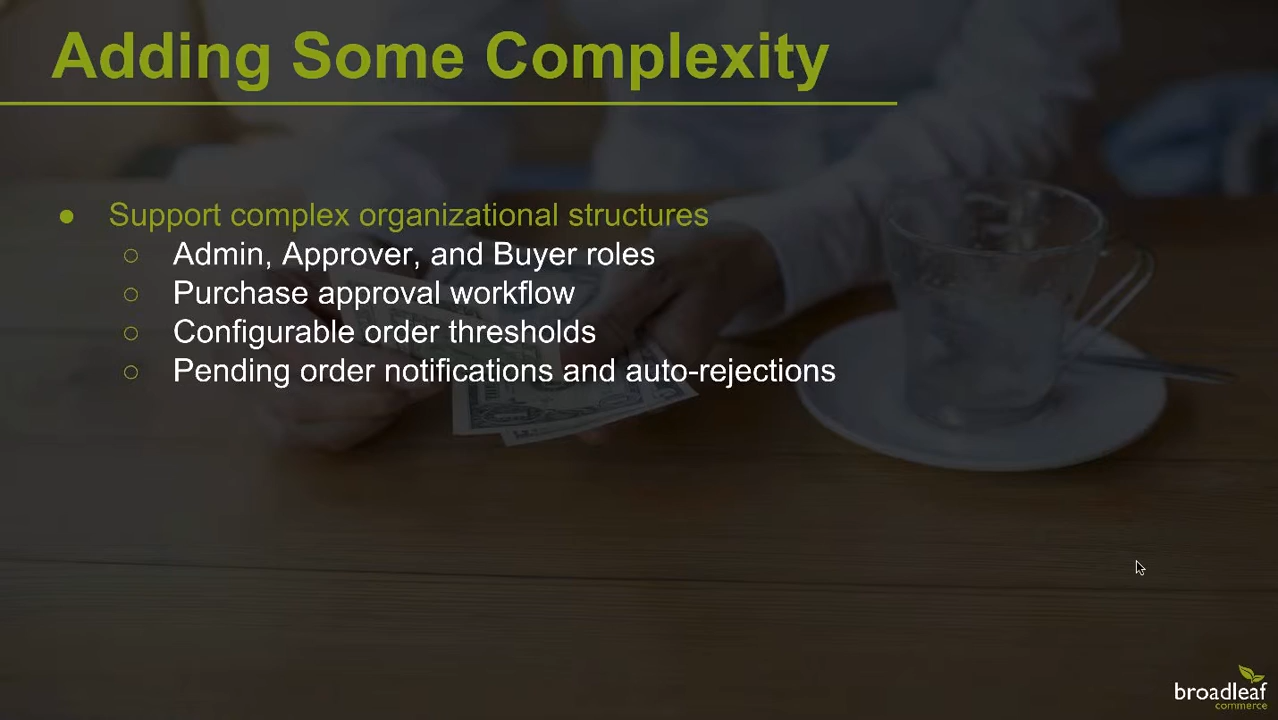 Adding Some Complexity
● Support complex organizational structures
○ Admin, Approver, and Buyer roles
○ Purchase approval workflow
○ Configurable order thresholds
○ Pending order notifications and auto-rejections
broadleaf
commerce